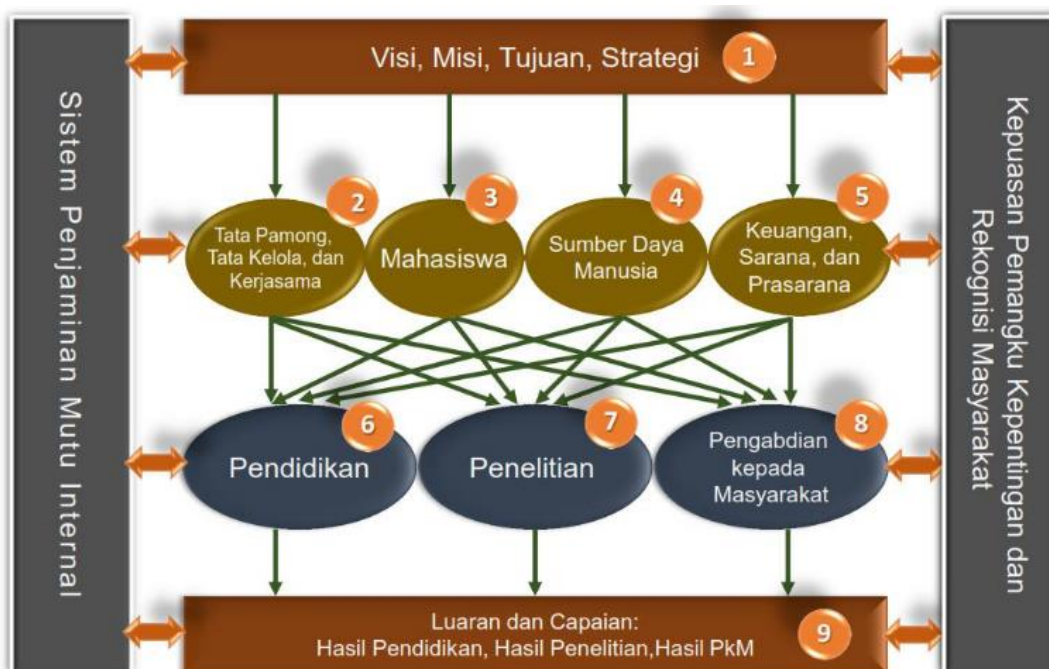 Sistem Penjaminan Mutu Internal
Visi, Misi, Tujuan, Strategi
1
2
Tata Pamong,
Tata Kelola, dan
Kerjasama
3
Mahasiswa
4
Sumber Daya
Manusia
5
Keuangan,
Sarana, dan
Prasarana
6
Pendidikan
7
Penelitian
8
Pengabdian
kepada
Masyarakat
Luaran dan Capaian:
Hasil Pendidikan, Hasil Penelitian,Hasil PkM
9
Kepuasan Pemangku Kepentingan dan
Rekognisi Masyarakat